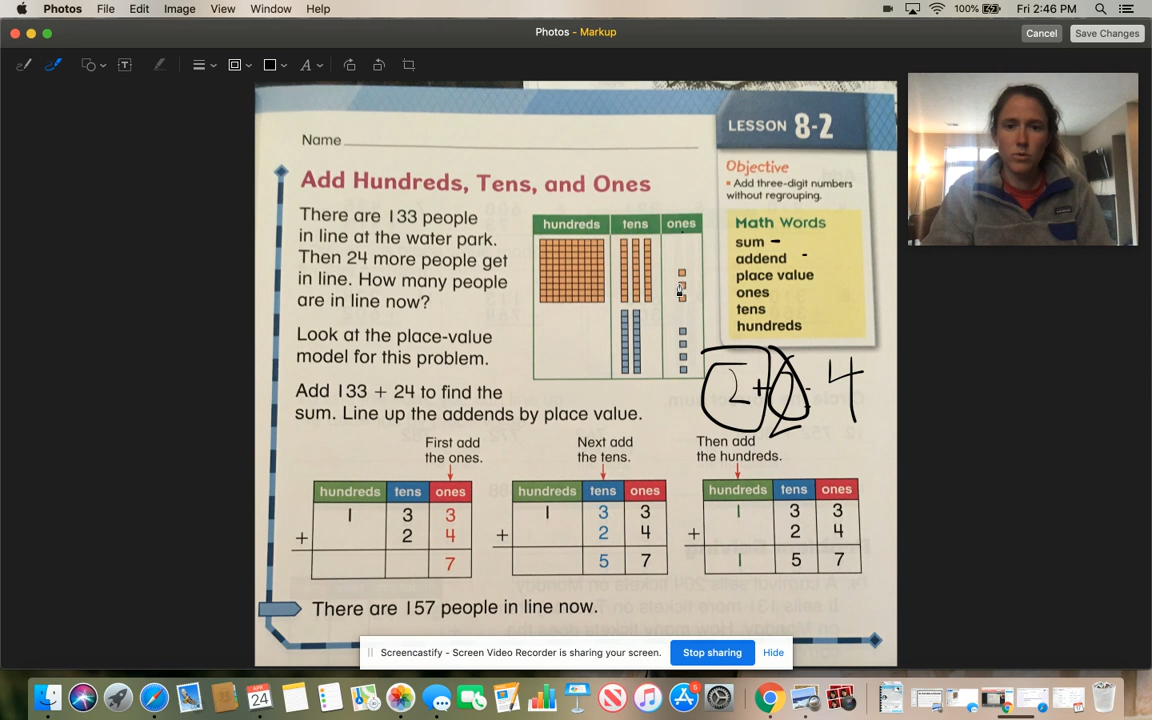 Photos File Edit Image View Window Help 100% Fri 2:46 PM
Photos - Markup
Cancel Save Changes
LESSON 8-2
Name
Objective
Add three-digit numbers
without regrouping.
Add Hundreds, Tens, and Ones
There are 133 people
in line at the water park.
Then 24 more people get
in line. How many people
are in line now?
Look at the place-value
model for this problem.
Add 133 + 24 to find the
sum. Line up the addends by place value.
hundreds tens ones
Math Words
sum -
addend -
place value
ones
tens
hundreds
2 + 2 = 4
First add
the ones.
hundreds tens ones
1 3 3
+ 2 4
7
Next add
the tens.
hundreds tens ones
1 3 3
+ 2 4
5 7
Then add
the hundreds.
hundreds tens ones
1 3 3
+ 2 4
1 5 7
There are 157 people in line now.
Screencastify - Screen Video Recorder is sharing your screen. Stop sharing Hide
APR
24